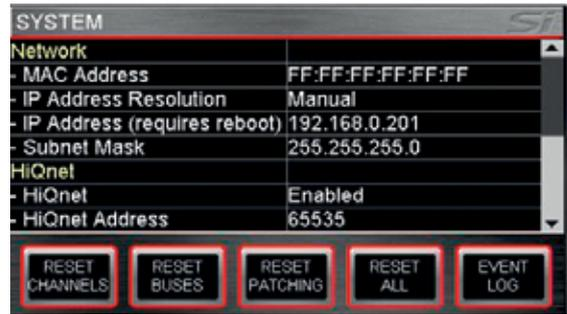 SYSTEM Si
Network
- MAC Address FF:FF:FF:FF:FF:FF
- IP Address Resolution Manual
- IP Address (requires reboot) 192.168.0.201
- Subnet Mask 255.255.255.0
HiQnet
- HiQnet Enabled
- HiQnet Address 65535
RESET CHANNELS
RESET BUSES
RESET PATCHING
RESET ALL
EVENT LOG